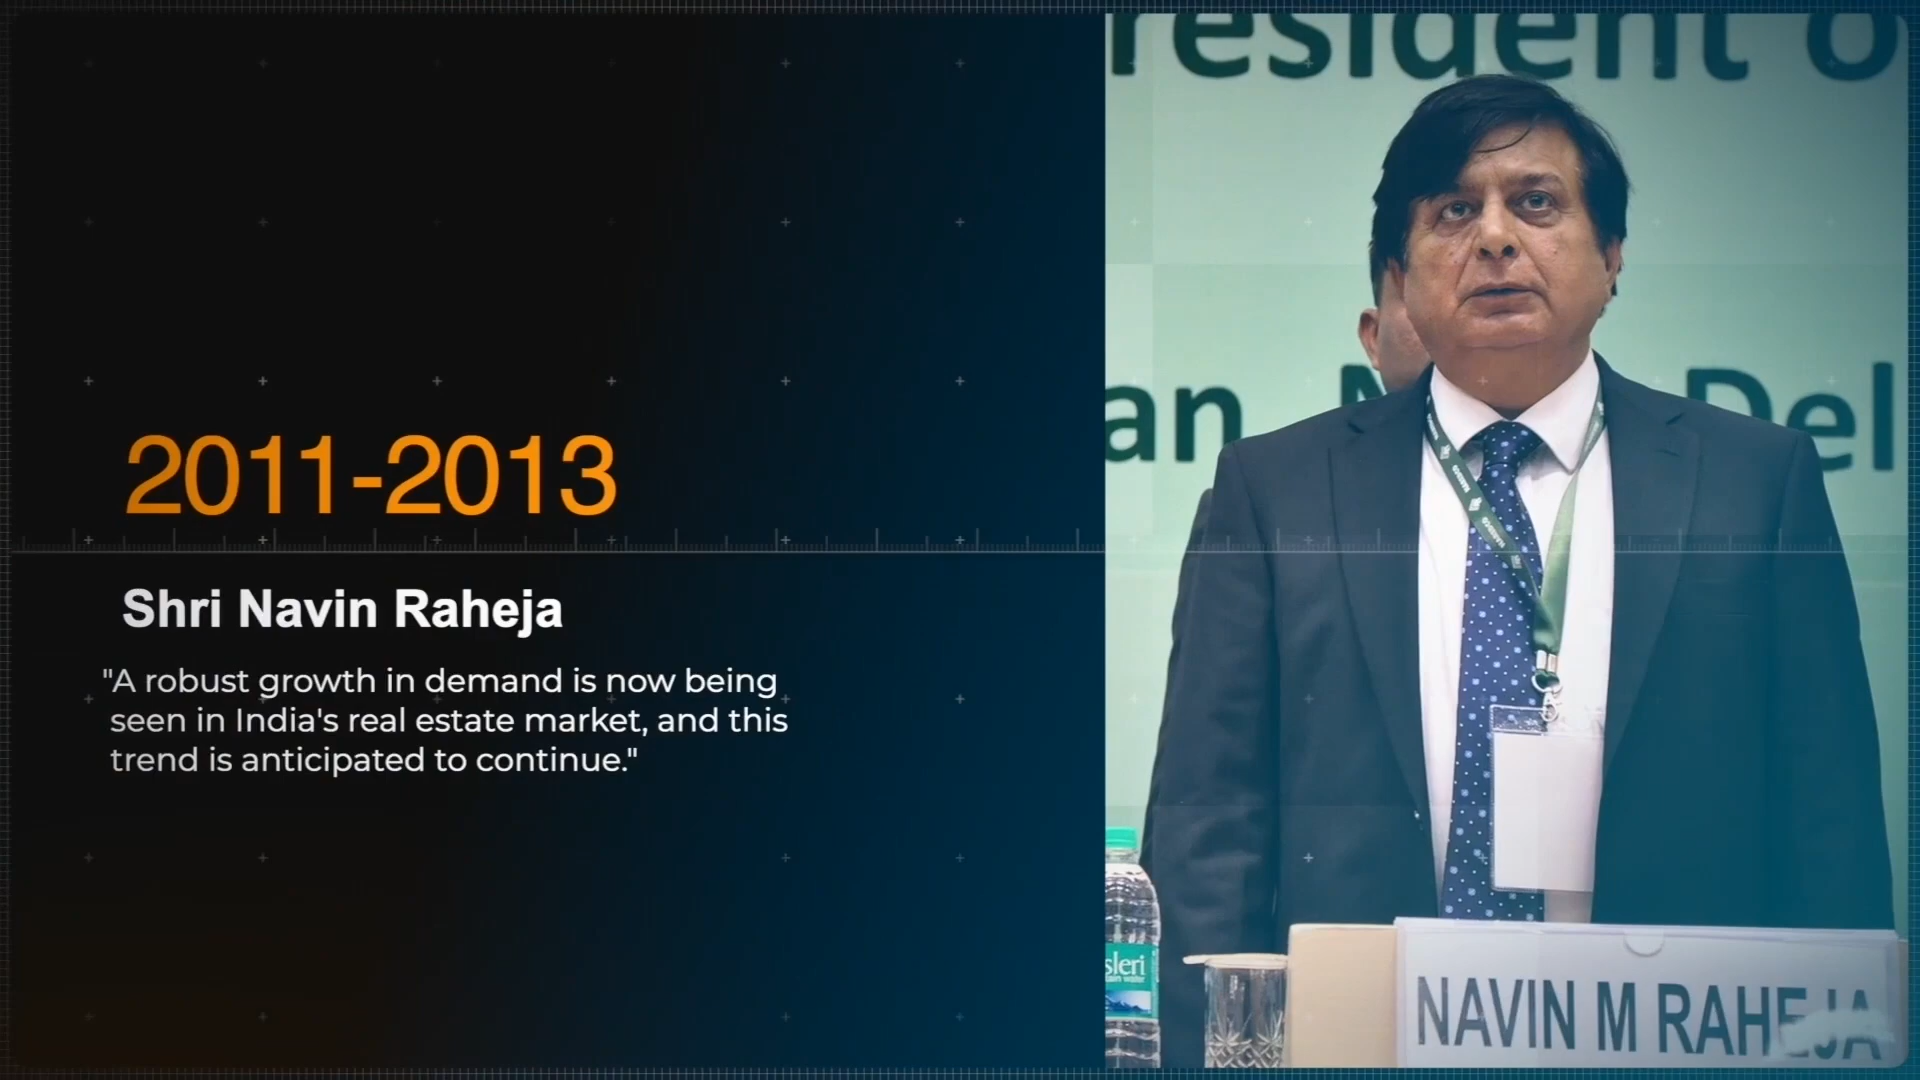 2011-2013
Shri Navin Raheja
"A robust growth in demand is now being
seen in India's real estate market, and this
trend is anticipated to continue."
resident o
an Del
NAREDCO
sleri
NAVIN M RAHEJA